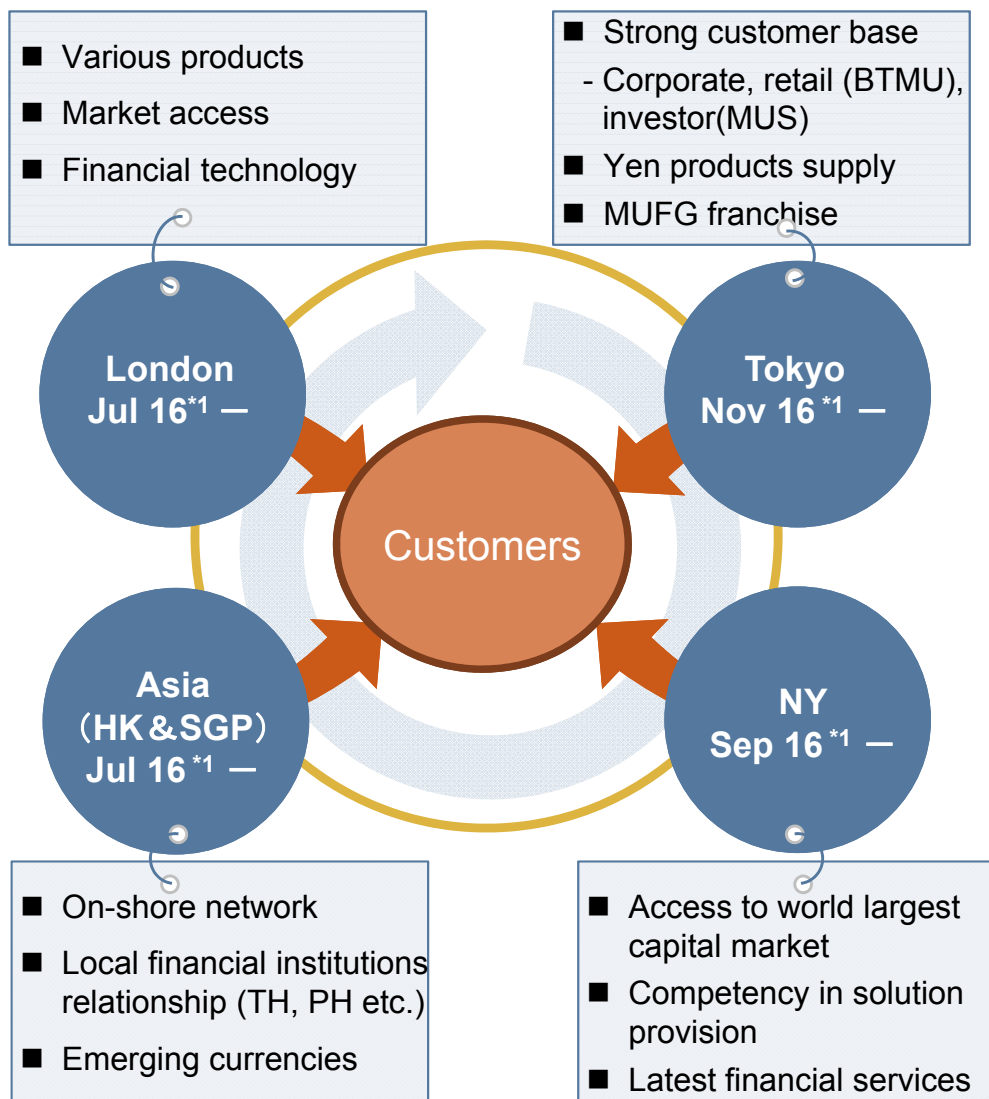 ■ Various products
■ Market access
■ Financial technology
■ Strong customer base
- Corporate, retail (BTMU),
investor(MUS)
■ Yen products supply
■ MUFG franchise
London
Jul 16*1 —
Tokyo
Nov 16 *1 —
Customers
Asia
（HK＆SGP）
Jul 16 *1 —
NY
Sep 16 *1 —
■ On-shore network
■ Local financial institutions
relationship (TH, PH etc.)
■ Emerging currencies
■ Access to world largest
capital market
■ Competency in solution
provision
■ Latest financial services